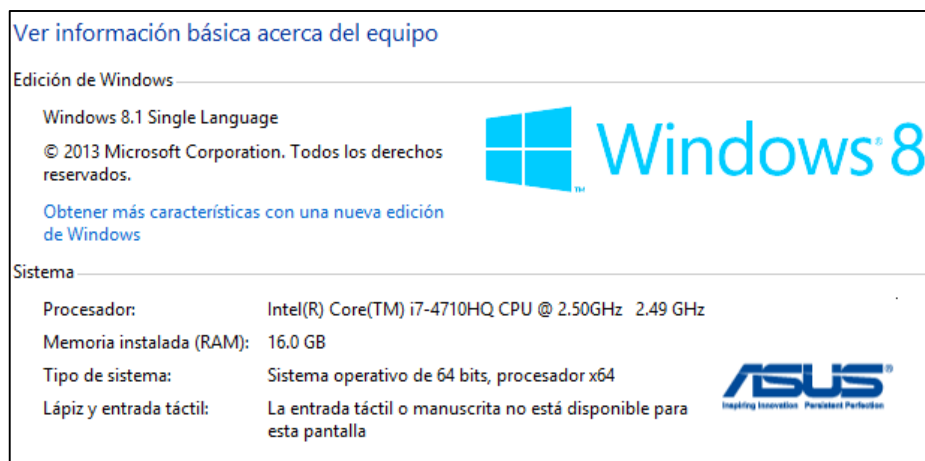 Ver información básica acerca del equipo
Edición de Windows
Windows 8.1 Single Language
© 2013 Microsoft Corporation. Todos los derechos
reservados.
Obtener más características con una nueva edición
de Windows
Windows® 8
TM
Sistema
Procesador: Intel(R) Core(TM) i7-4710HQ CPU @ 2.50GHz 2.49 GHz
Memoria instalada (RAM): 16.0 GB
Tipo de sistema: Sistema operativo de 64 bits, procesador x64
Lápiz y entrada táctil: La entrada táctil o manuscrita no está disponible para
esta pantalla
ASUS®
Inspiring Innovation Persistent Perfection